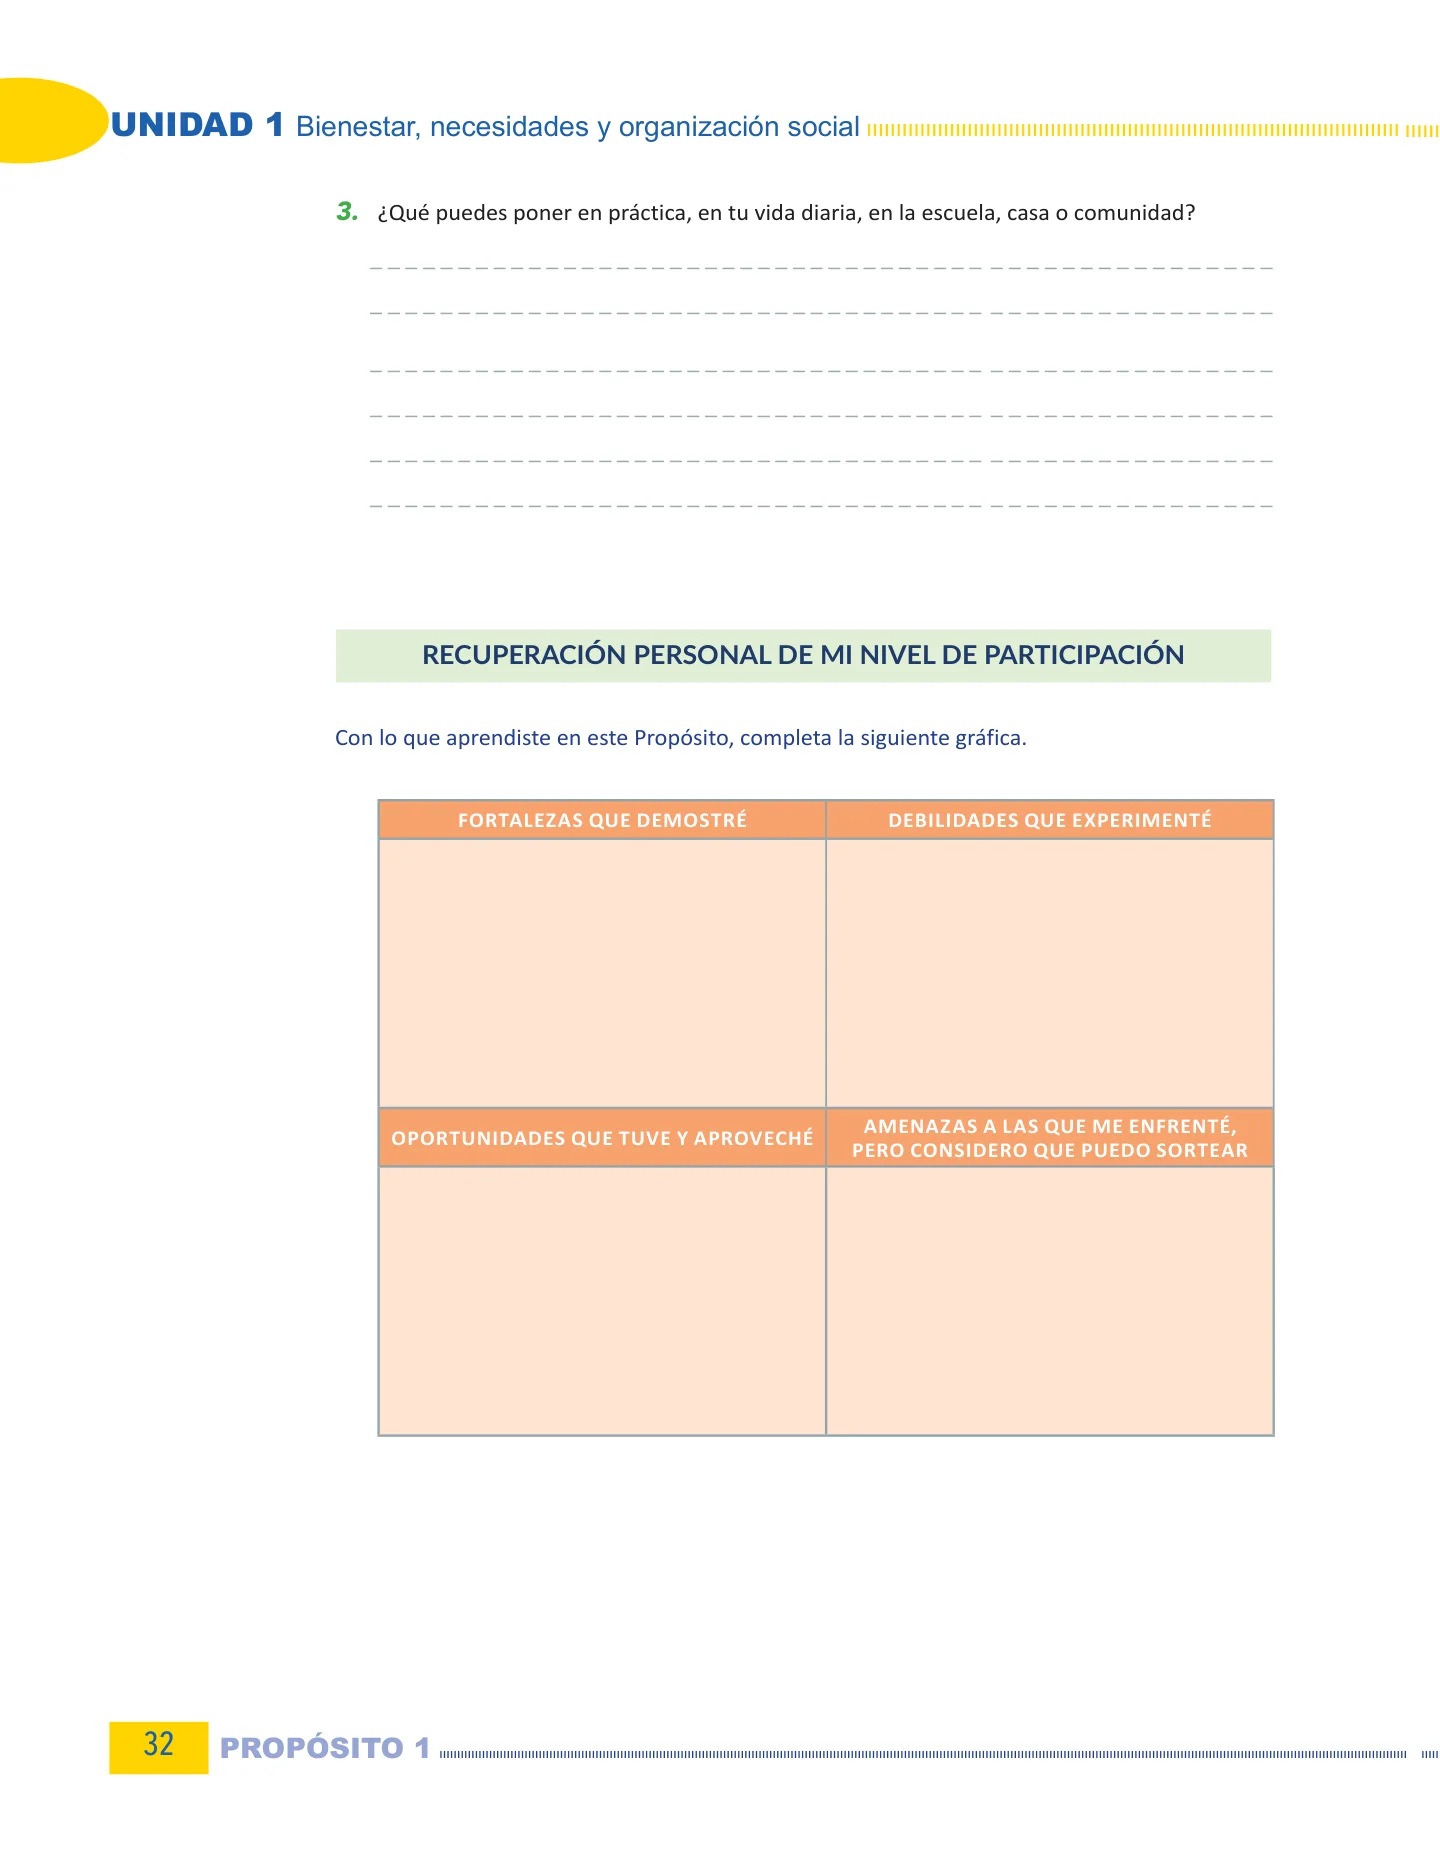 UNIDAD 1 Bienestar, necesidades y organización social
3. ¿Qué puedes poner en práctica, en tu vida diaria, en la escuela, casa o comunidad?
RECUPERACIÓN PERSONAL DE MI NIVEL DE PARTICIPACIÓN
Con lo que aprendiste en este Propósito, completa la siguiente gráfica.
FORTALEZAS QUE DEMOSTRÉ
DEBILIDADES QUE EXPERIMENTÉ
OPORTUNIDADES QUE TUVE Y APROVECHÉ
AMENAZAS A LAS QUE ME ENFRENTÉ,
PERO CONSIDERO QUE PUEDO SORTEAR
32 PROPÓSITO 1